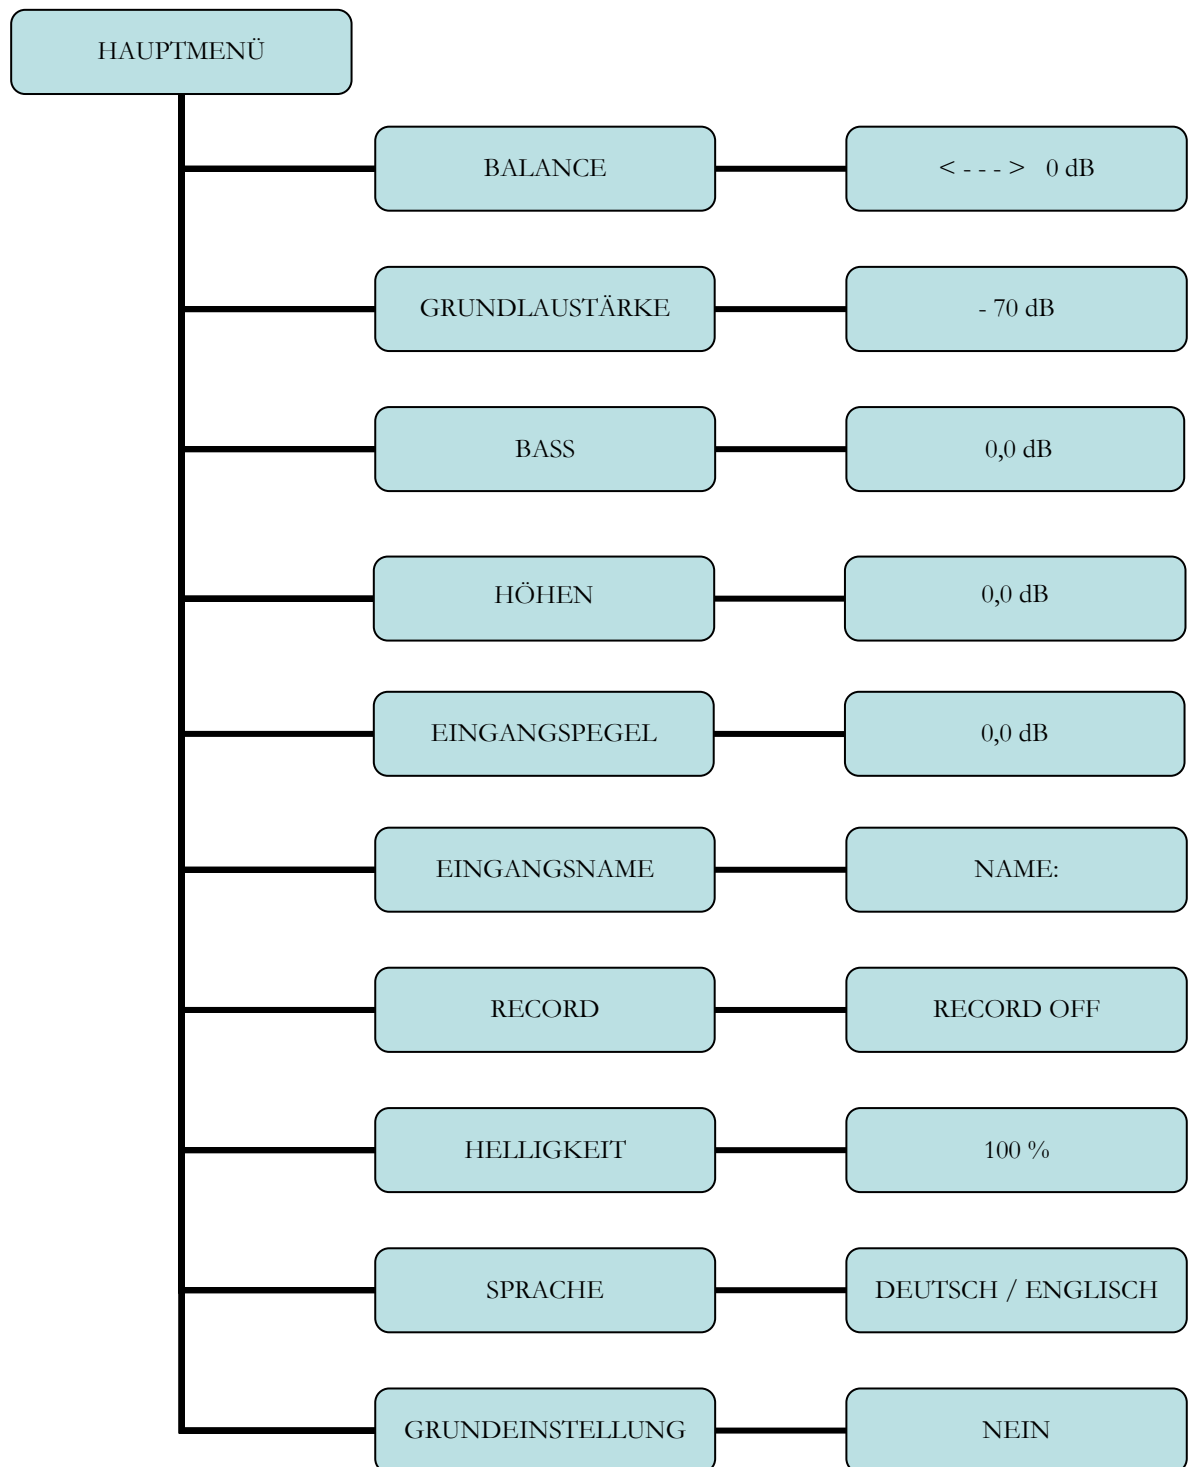 HAUPTMENÜ
BALANCE
< - - - > 0 dB
GRUNDLAUSTÄRKE
- 70 dB
BASS
0,0 dB
HÖHEN
0,0 dB
EINGANGSPEGEL
0,0 dB
EINGANGSNAME
NAME:
RECORD
RECORD OFF
HELLIGKEIT
100 %
SPRACHE
DEUTSCH / ENGLISCH
GRUNDEINSTELLUNG
NEIN